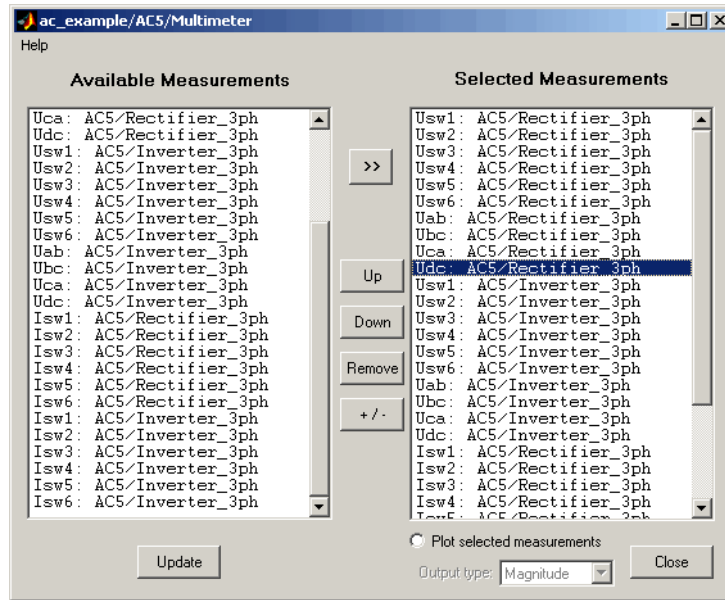 ac_example/AC5/Multimeter
Help
Available Measurements
Uca: AC5/Rectifier_3ph
Udc: AC5/Rectifier_3ph
Usw1: AC5/Inverter_3ph
Usw2: AC5/Inverter_3ph
Usw3: AC5/Inverter_3ph
Usw4: AC5/Inverter_3ph
Usw5: AC5/Inverter_3ph
Usw6: AC5/Inverter_3ph
Uab: AC5/Inverter_3ph
Ubc: AC5/Inverter_3ph
Uca: AC5/Inverter_3ph
Udc: AC5/Inverter_3ph
Isw1: AC5/Rectifier_3ph
Isw2: AC5/Rectifier_3ph
Isw3: AC5/Rectifier_3ph
Isw4: AC5/Rectifier_3ph
Isw5: AC5/Rectifier_3ph
Isw6: AC5/Rectifier_3ph
Isw1: AC5/Inverter_3ph
Isw2: AC5/Inverter_3ph
Isw3: AC5/Inverter_3ph
Isw4: AC5/Inverter_3ph
Isw5: AC5/Inverter_3ph
Isw6: AC5/Inverter_3ph
Update
>>
Up
Down
Remove
+/-
Selected Measurements
Usw1: AC5/Rectifier_3ph
Usw2: AC5/Rectifier_3ph
Usw3: AC5/Rectifier_3ph
Usw4: AC5/Rectifier_3ph
Usw5: AC5/Rectifier_3ph
Usw6: AC5/Rectifier_3ph
Uab: AC5/Rectifier_3ph
Ubc: AC5/Rectifier_3ph
Uca: AC5/Rectifier_3ph
Udc: AC5/Rectifier_3ph
Usw1: AC5/Inverter_3ph
Usw2: AC5/Inverter_3ph
Usw3: AC5/Inverter_3ph
Usw4: AC5/Inverter_3ph
Usw5: AC5/Inverter_3ph
Usw6: AC5/Inverter_3ph
Uab: AC5/Inverter_3ph
Ubc: AC5/Inverter_3ph
Uca: AC5/Inverter_3ph
Udc: AC5/Inverter_3ph
Isw1: AC5/Rectifier_3ph
Isw2: AC5/Rectifier_3ph
Isw3: AC5/Rectifier_3ph
Isw4: AC5/Rectifier_3ph
Isw5: AC5/Rectifier_3ph
Plot selected measurements
Output type: Magnitude
Close